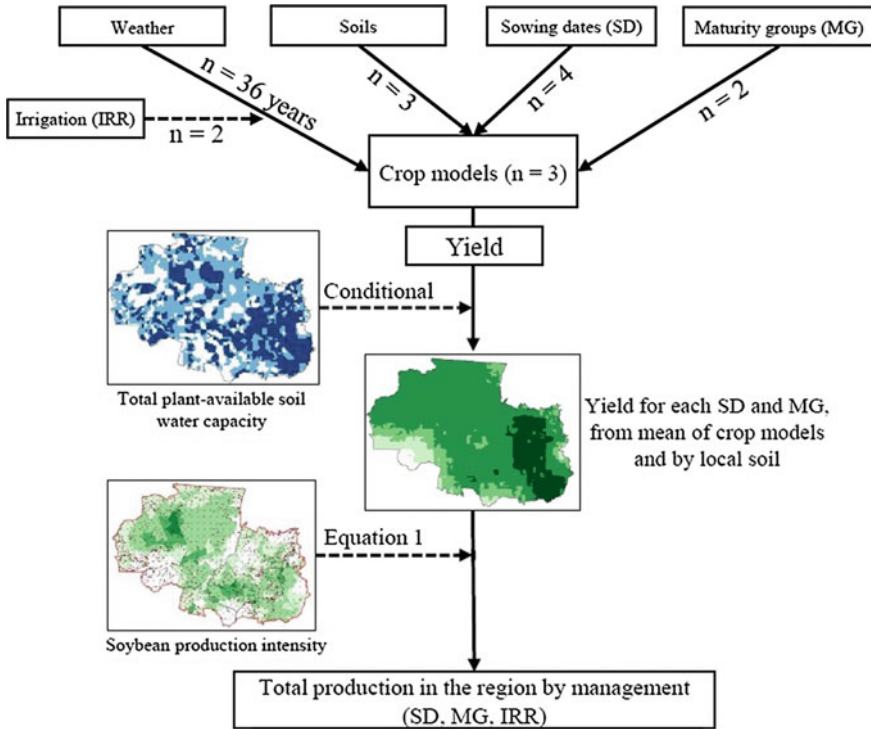 Weather
Soils
Sowing dates (SD)
Maturity groups (MG)
n = 36 years
n = 3
n = 4
n = 2
Irrigation (IRR)
n = 2
Crop models (n = 3)
Yield
Conditional
Total plant-available soil
water capacity
Yield for each SD and MG,
from mean of crop models
and by local soil
Equation 1
Soybean production intensity
Total production in the region by management
(SD, MG, IRR)